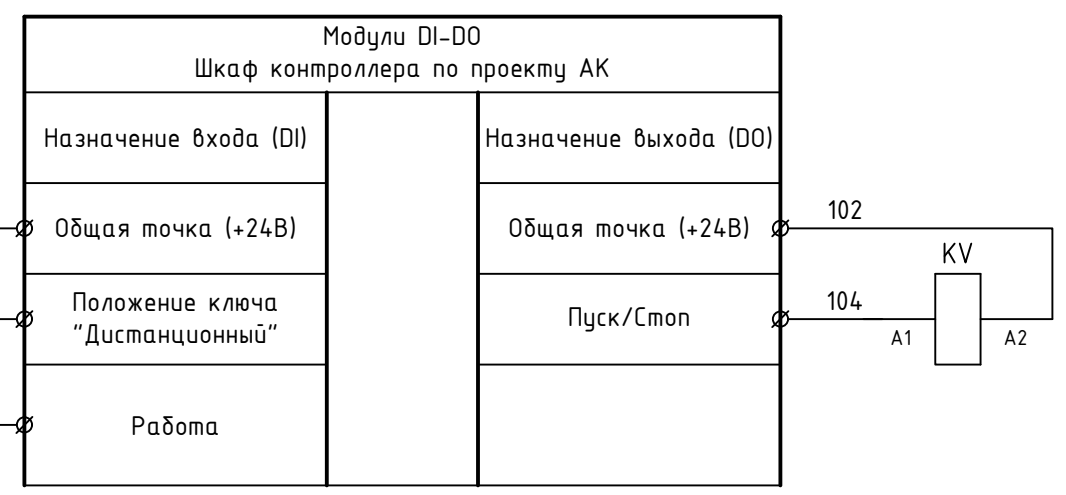 Модули DI-DO
Шкаф контроллера по проекту АК
Назначение входа (DI)
Назначение выхода (DO)
Общая точка (+24В)
Общая точка (+24В)
102
KV
Положение ключа
"Дистанционный"
Пуск/Стоп
104
A1
A2
Работа